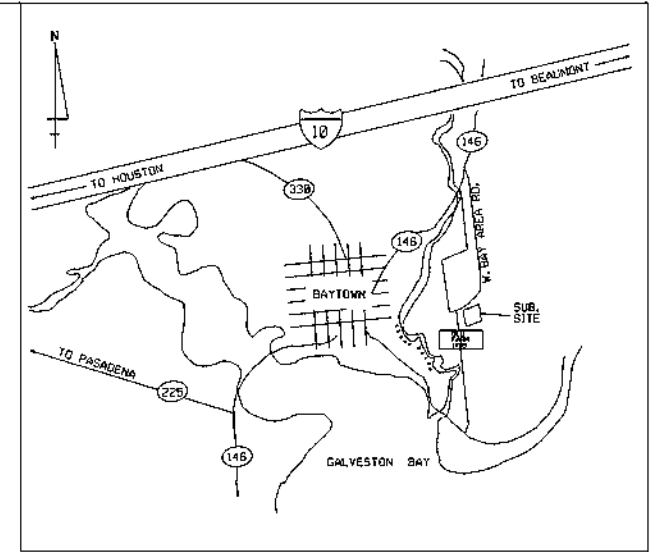 N
TO BEAUMONT
10
146
TO HOUSTON
330
W. BAY AREA RD.
146
BAYTOWN
SUB.
SITE
TO PASADENA
225
146
GALVESTON BAY